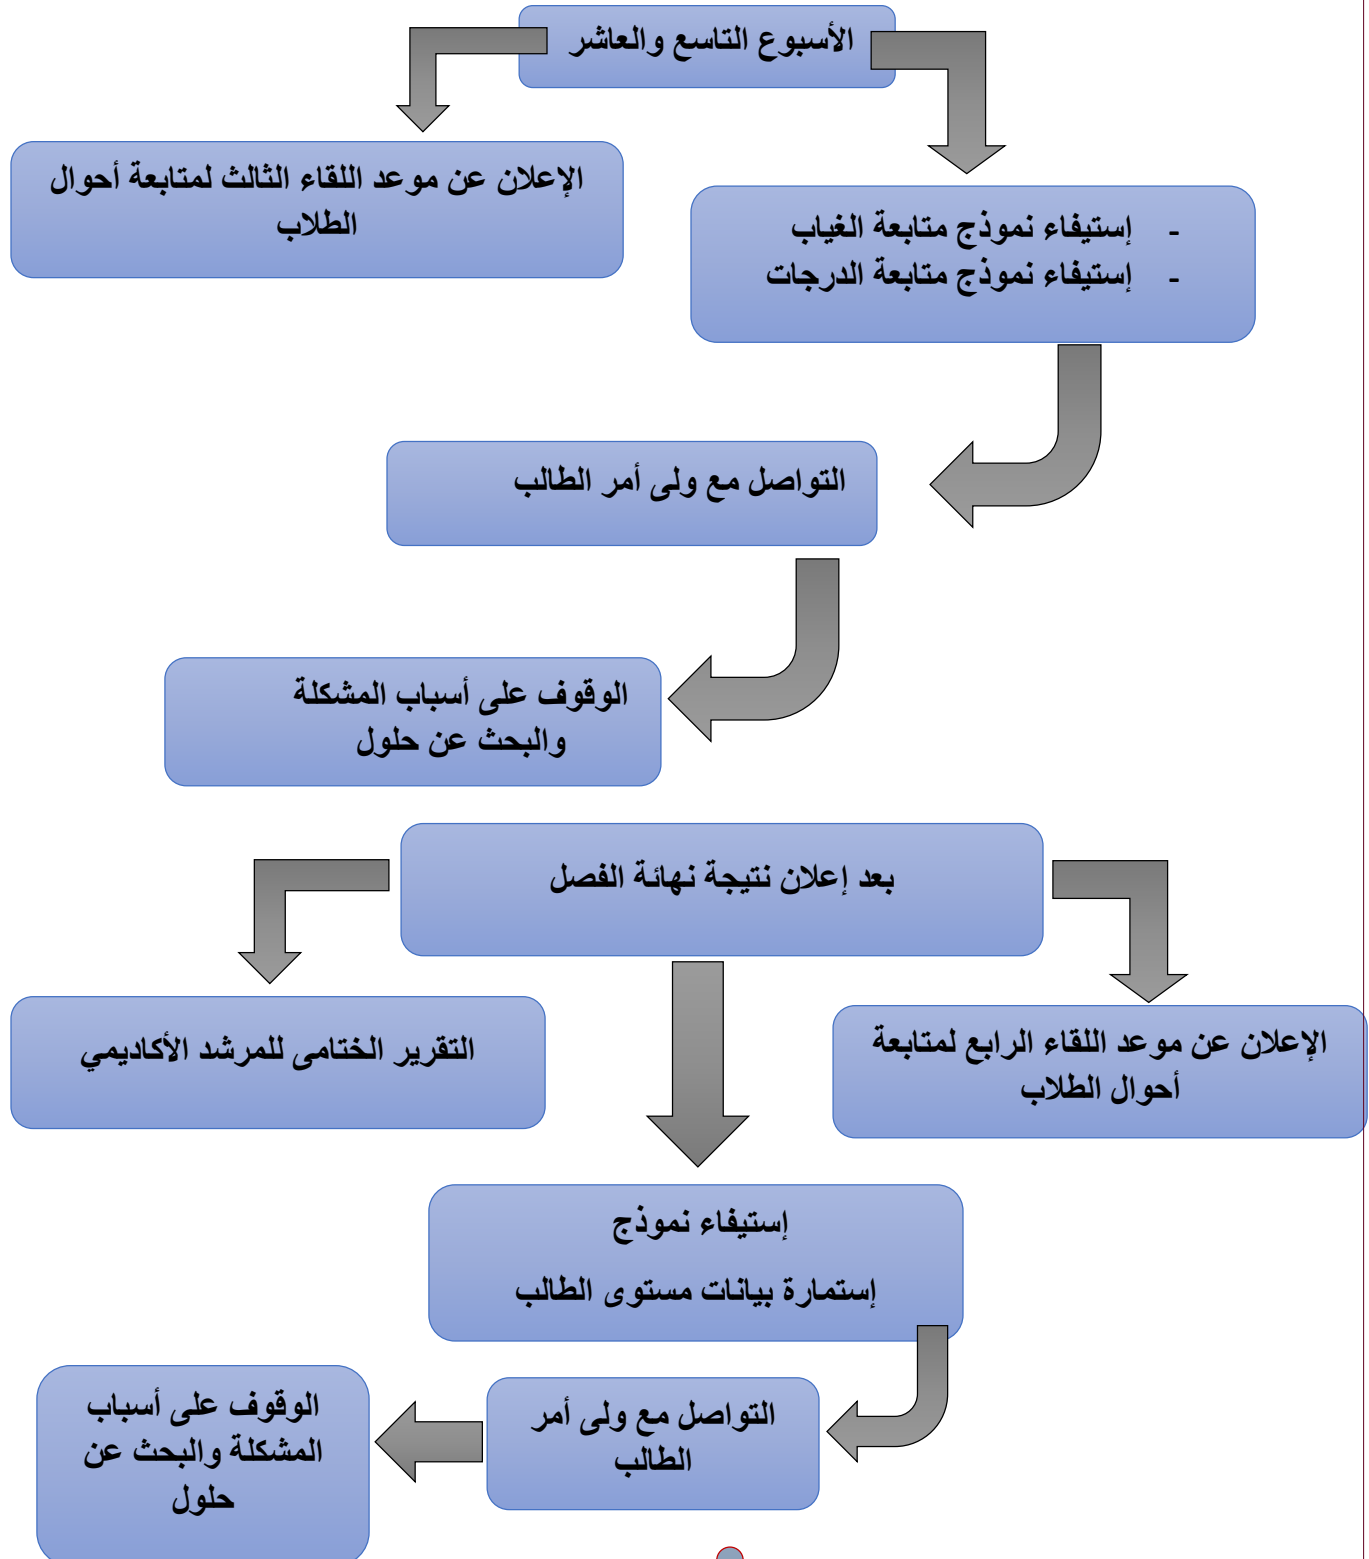 الأسبوع التاسع والعاشر
الإعلان عن موعد اللقاء الثالث لمتابعة أحوال
الطلاب
- إستيفاء نموذج متابعة الغياب
- إستيفاء نموذج متابعة الدرجات
التواصل مع ولى أمر الطالب
الوقوف على أسباب المشكلة
والبحث عن حلول
بعد إعلان نتيجة نهائة الفصل
الإعلان عن موعد اللقاء الرابع لمتابعة
أحوال الطلاب
التقرير الختامى للمرشد الأكاديمي
إستيفاء نموذج
إستمارة بيانات مستوى الطالب
التواصل مع ولى أمر
الطالب
الوقوف على أسباب
المشكلة والبحث عن
حلول